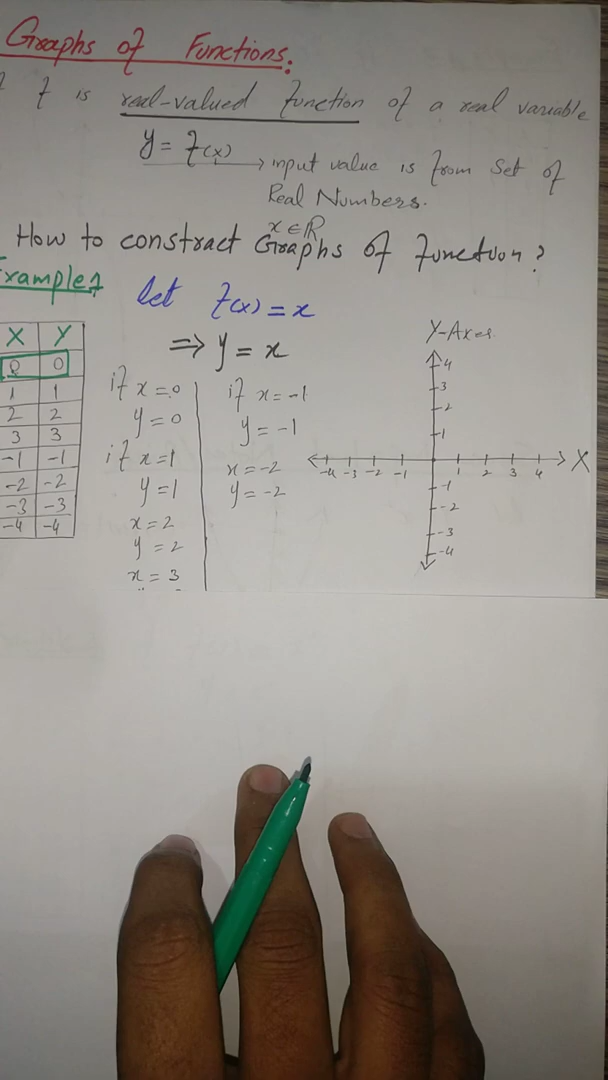 Graphs of Functions:
f is real-valued function of a real variable
y = f(x) → input value is from Set of
Real Numbers.
x ∈ ℝ
How to constract Graphs of function?
Example1
let f(x) = x
⇒ y = x
X Y
0 0
1 1
2 2
3 3
-1 -1
-2 -2
-3 -3
-4 -4
if x = 0
y = 0
if x = 1
y = 1
x = 2
y = 2
x = 3
if x = -1
y = -1
x = -2
y = -2
Y-Axes
4
3
2
1
-4 -3 -2 -1 1 2 3 4 X
-1
-2
-3
-4